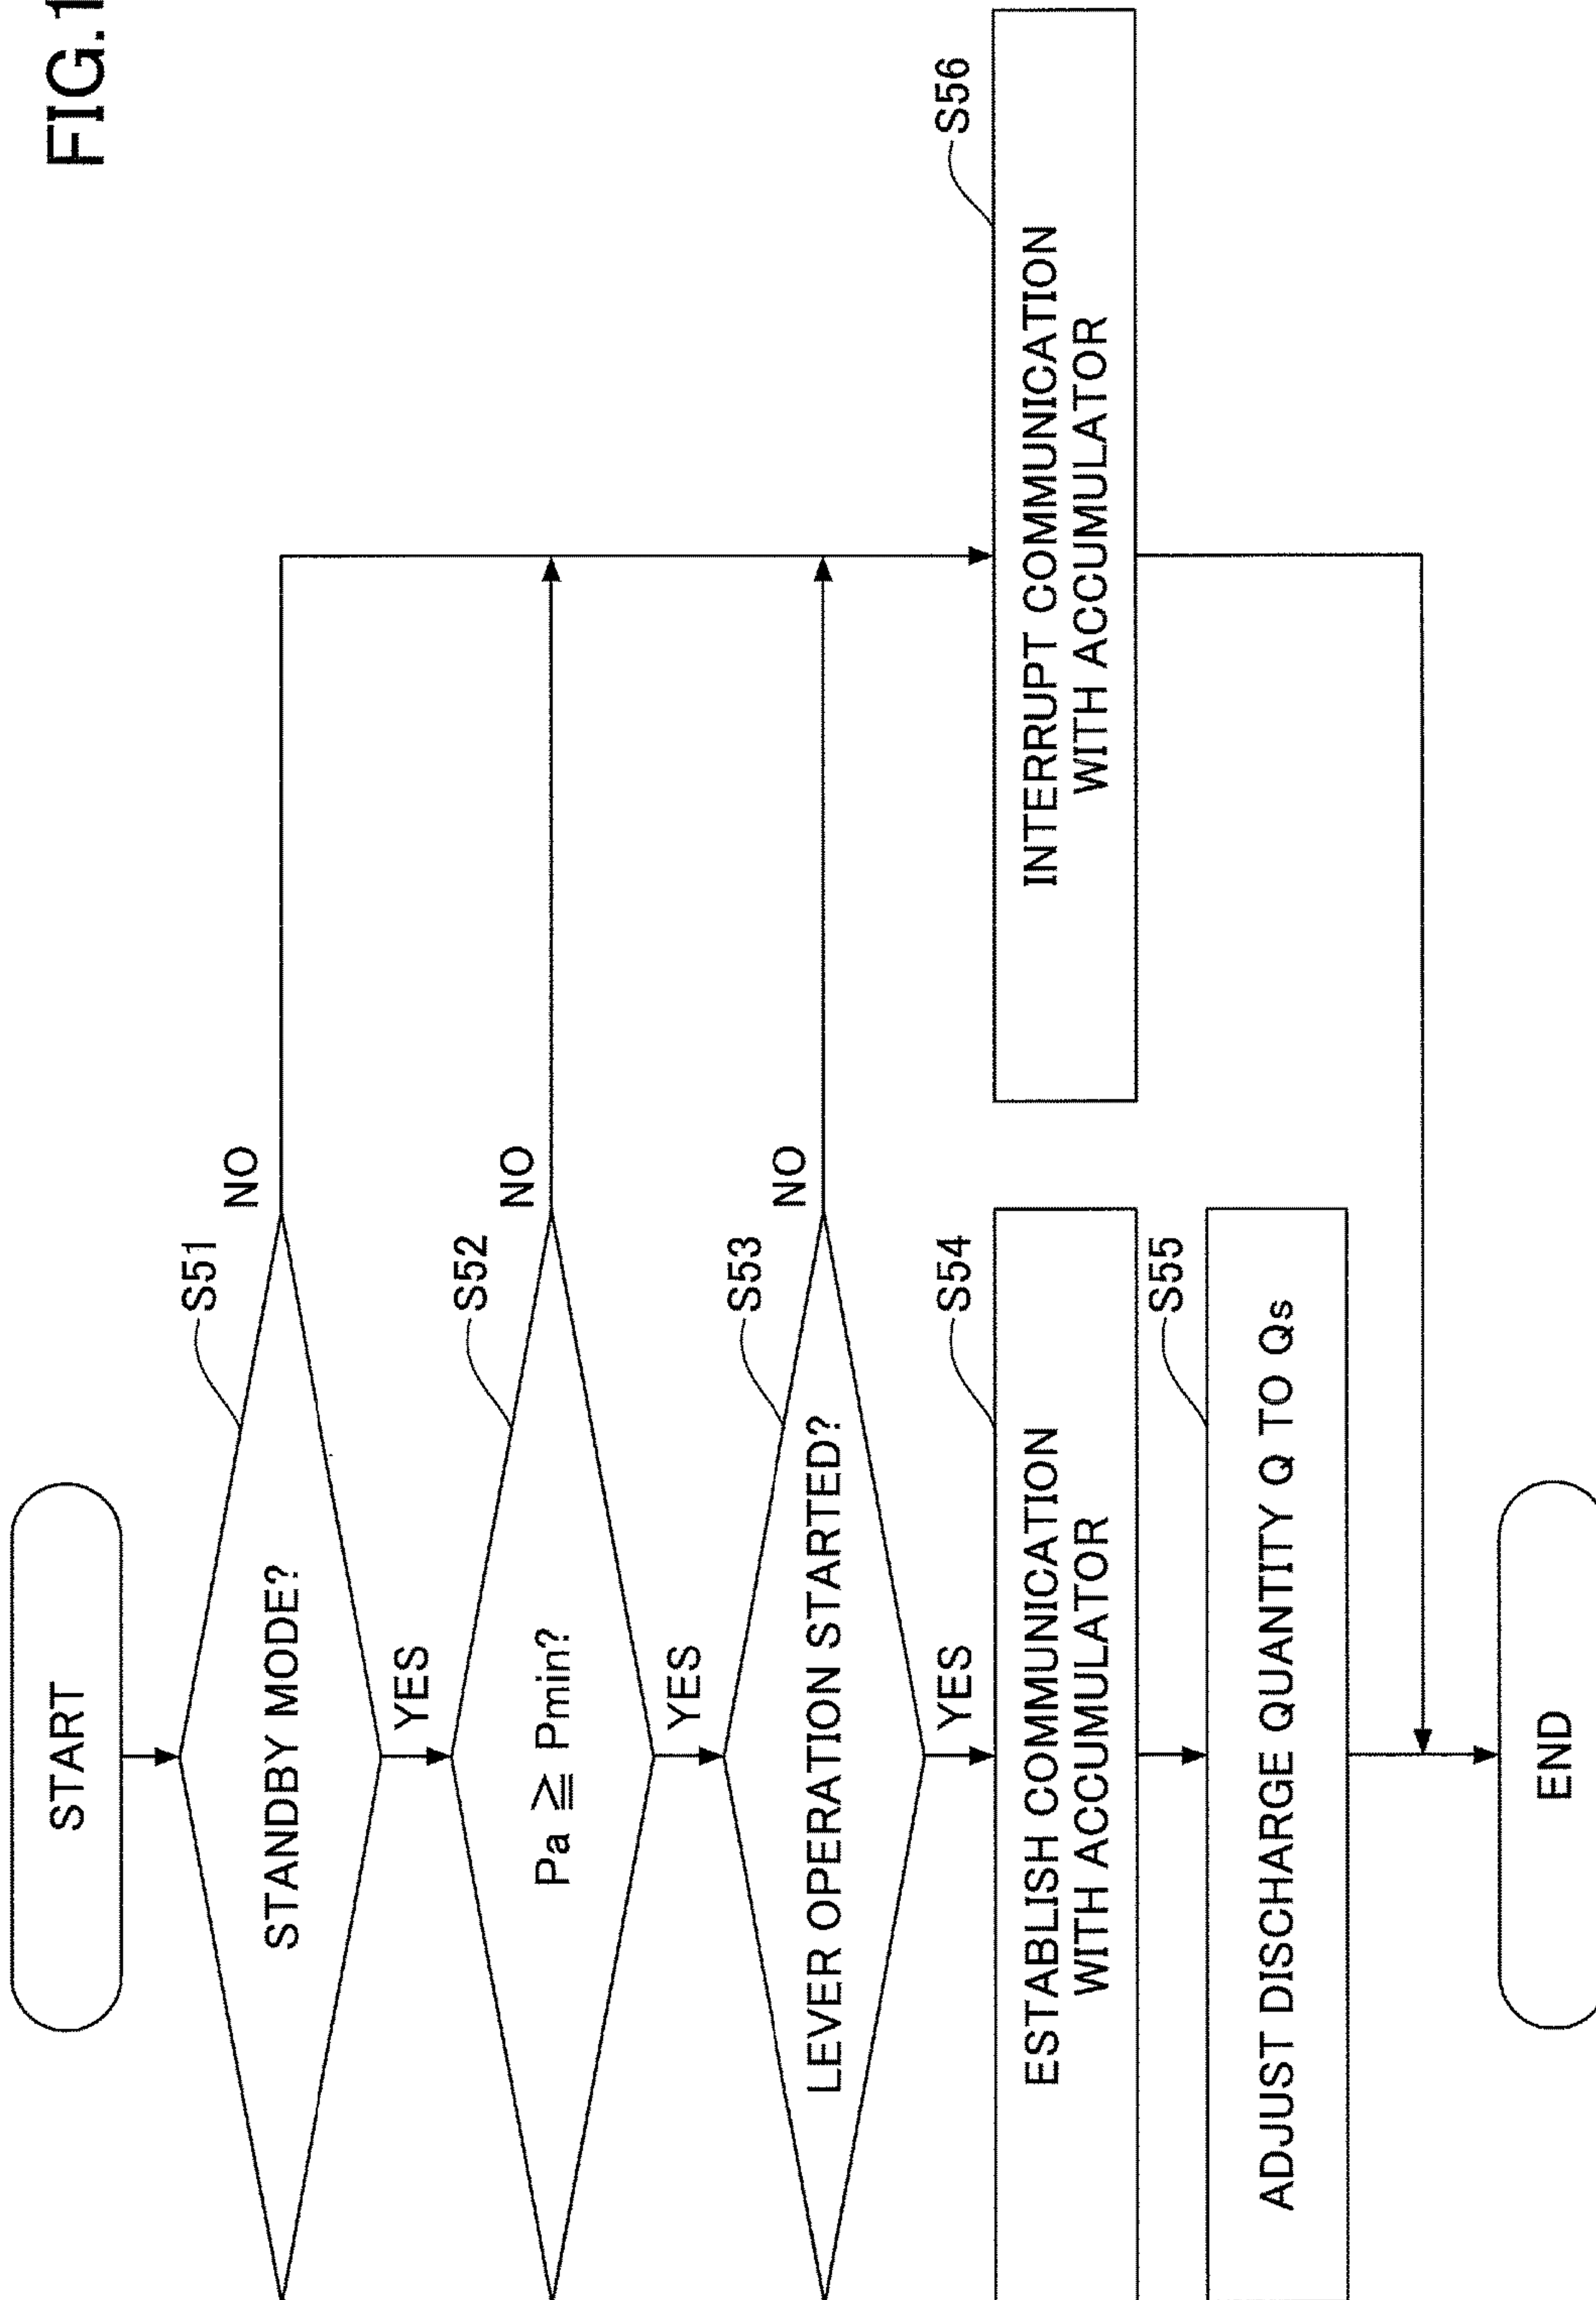 FIG.1
START
S51
STANDBY MODE?
NO
YES
S52
Pa ≧ Pmin?
NO
YES
S53
LEVER OPERATION STARTED?
NO
YES
S54
ESTABLISH COMMUNICATION
WITH ACCUMULATOR
S56
INTERRUPT COMMUNICATION
WITH ACCUMULATOR
S55
ADJUST DISCHARGE QUANTITY Q TO Qs
END